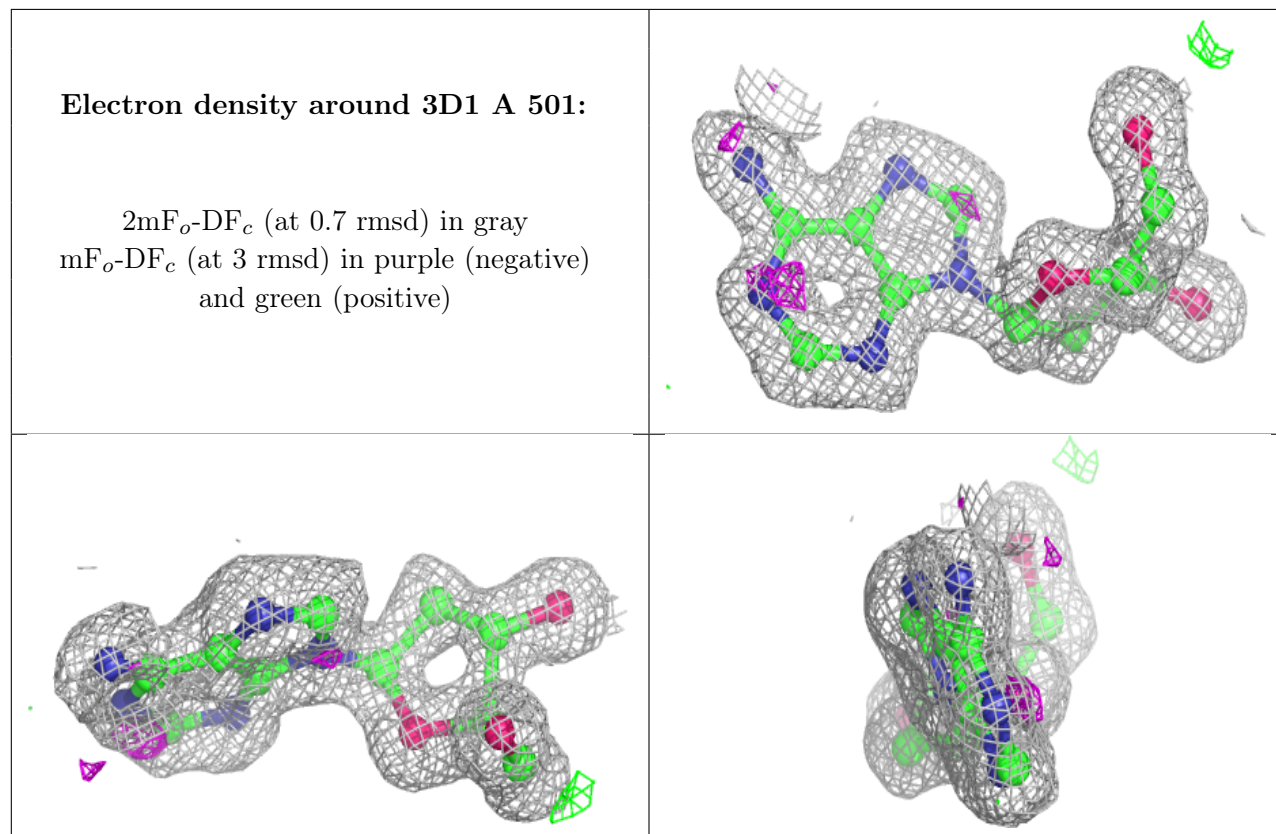 Electron density around 3D1 A 501:
2mFₒ-DF𝒸 (at 0.7 rmsd) in gray
mFₒ-DF𝒸 (at 3 rmsd) in purple (negative)
and green (positive)